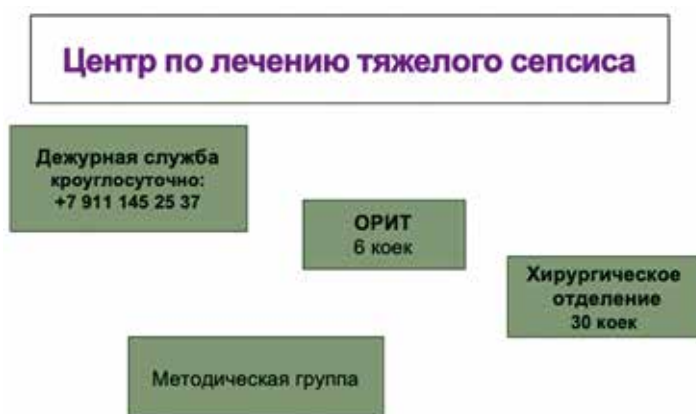 Центр по лечению тяжелого сепсиса
Дежурная служба
кроуглосуточно:
+7 911 145 25 37
ОРИТ
6 коек
Хирургическое
отделение
30 коек
Методическая группа